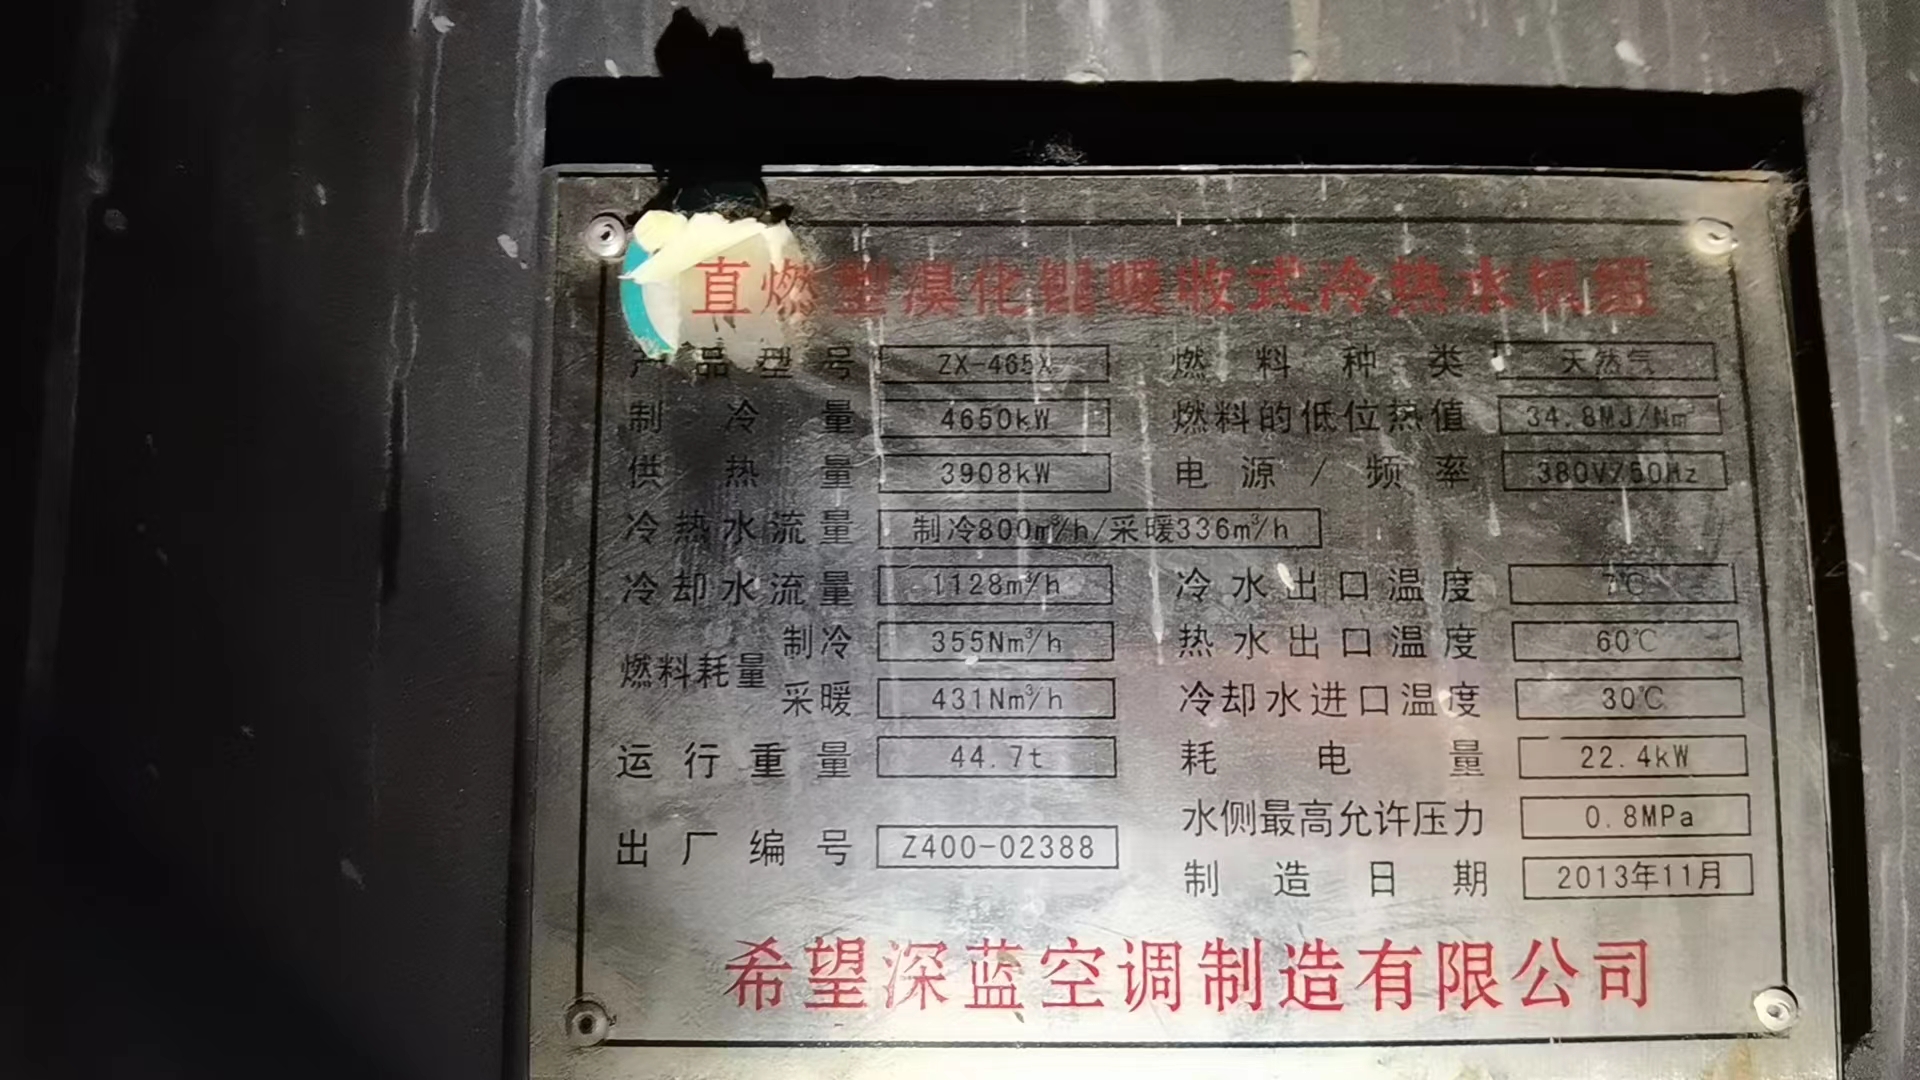 直燃型溴化锂吸收式冷热水机组
产品型号 ZX-465X 燃料种类 天然气
制冷量 4650kW 燃料的低位热值 34.8MJ/Nm³
供热量 3908kW 电源/频率 380V/50Hz
冷热水流量 制冷800m³/h/采暖336m³/h
冷却水流量 1128m³/h 冷水出口温度 7℃
燃料耗量 制冷 355Nm³/h 热水出口温度 60℃
采暖 431Nm³/h 冷却水进口温度 30℃
运行重量 44.7t 耗电量 22.4kW
水侧最高允许压力 0.8MPa
出厂编号 Z400-02388 制造日期 2013年11月
希望深蓝空调制造有限公司